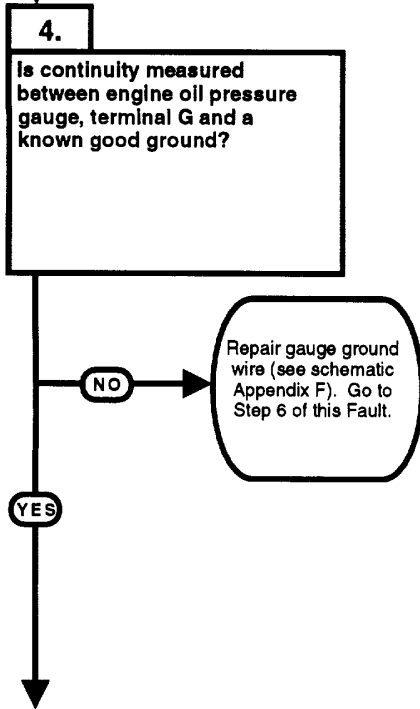 4.
Is continuity measured
between engine oil pressure
gauge, terminal G and a
known good ground?
Repair gauge ground
wire (see schematic
Appendix F). Go to
Step 6 of this Fault.
NO
YES